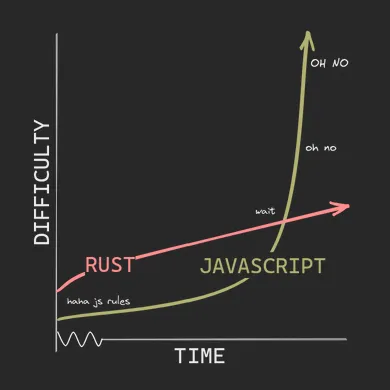 OH NO
oh no
DIFFICULTY
wait
RUST
JAVASCRIPT
haha js rules
TIME